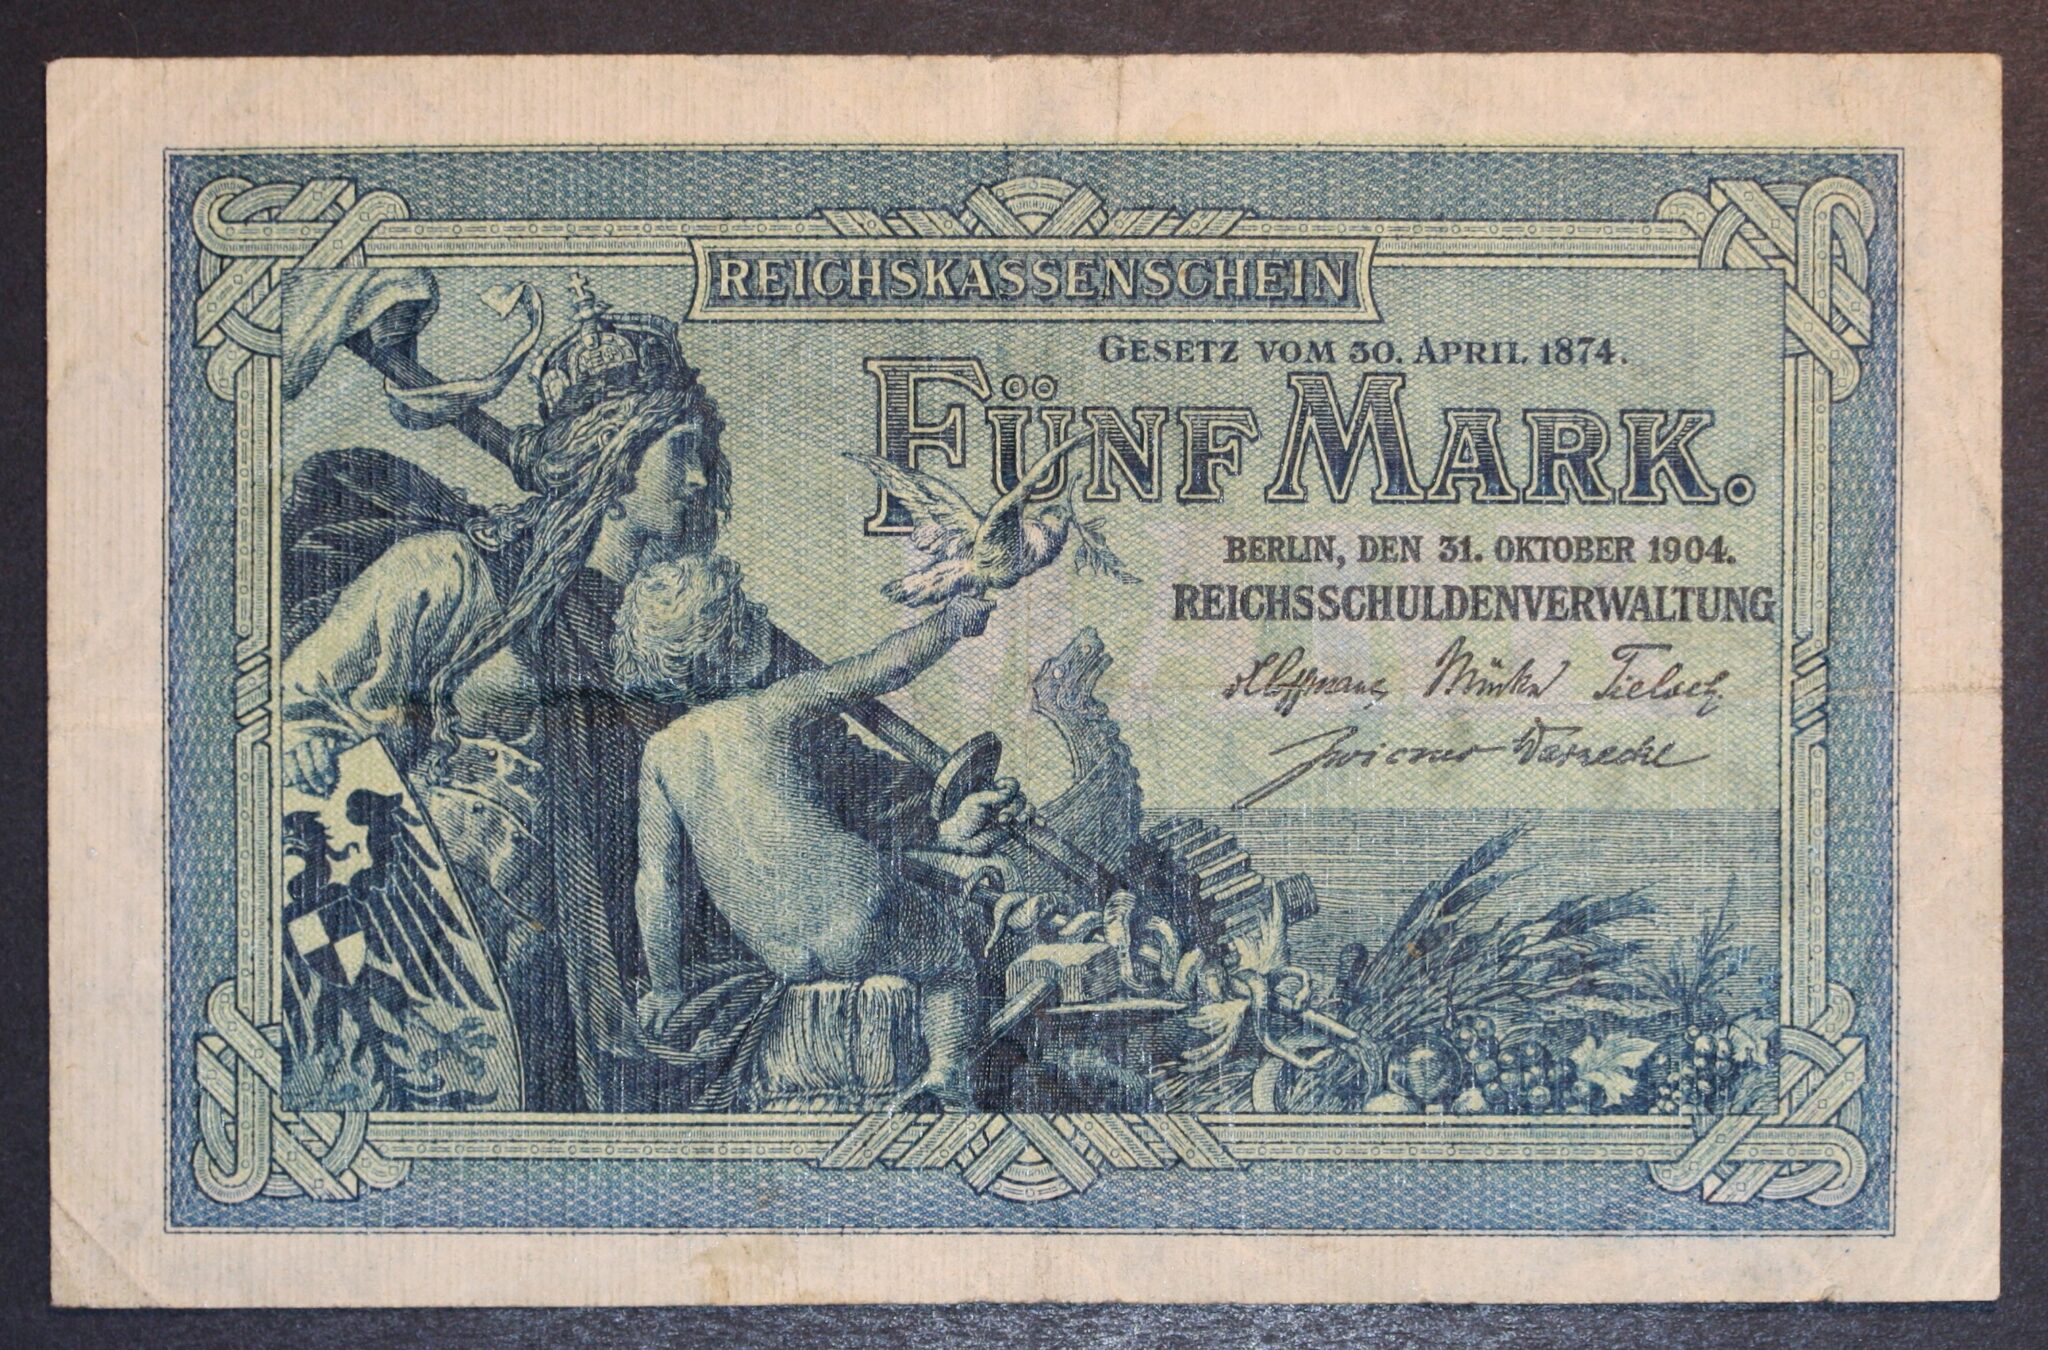 REICHSKASSENSCHEIN
GESETZ VOM 30. APRIL 1874.
FÜNF MARK.
BERLIN, DEN 31. OKTOBER 1904.
REICHSSCHULDENVERWALTUNG